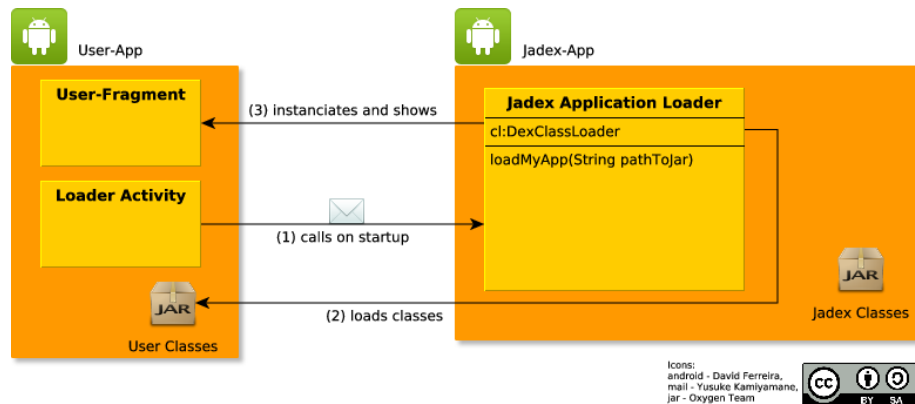 User-App
Jadex-App
User-Fragment
Jadex Application Loader
(3) instanciates and shows
cl:DexClassLoader
loadMyApp(String pathToJar)
Loader Activity
(1) calls on startup
JAR
JAR
(2) loads classes
Jadex Classes
User Classes
Icons:
android - David Ferreira,
mail - Yusuke Kamiyamane,
jar - Oxygen Team
cc
BY SA